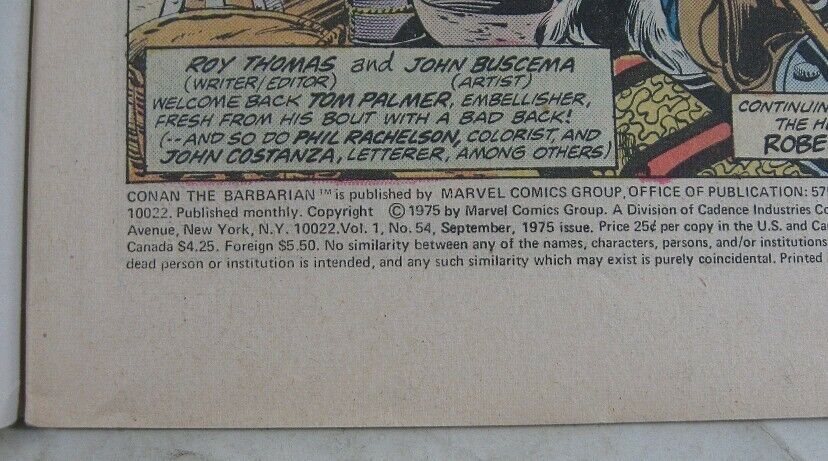 ROY THOMAS and JOHN BUSCEMA
(WRITER/EDITOR) (ARTIST)
WELCOME BACK TOM PALMER, EMBELLISHER,
FRESH FROM HIS BOUT WITH A BAD BACK!
(--AND SO DO PHIL RACHELSON, COLORIST, AND
JOHN COSTANZA, LETTERER, AMONG OTHERS)
CONTINUIN
THE H
ROBE
CONAN THE BARBARIAN™ is published by MARVEL COMICS GROUP, OFFICE OF PUBLICATION: 57
10022. Published monthly. Copyright © 1975 by Marvel Comics Group. A Division of Cadence Industries Co
Avenue, New York, N.Y. 10022. Vol. 1, No. 54, September, 1975 issue. Price 25¢ per copy in the U.S. and Ca
Canada $4.25. Foreign $5.50. No similarity between any of the names, characters, persons, and/or institutions
dead person or institution is intended, and any such similarity which may exist is purely coincidental. Printed